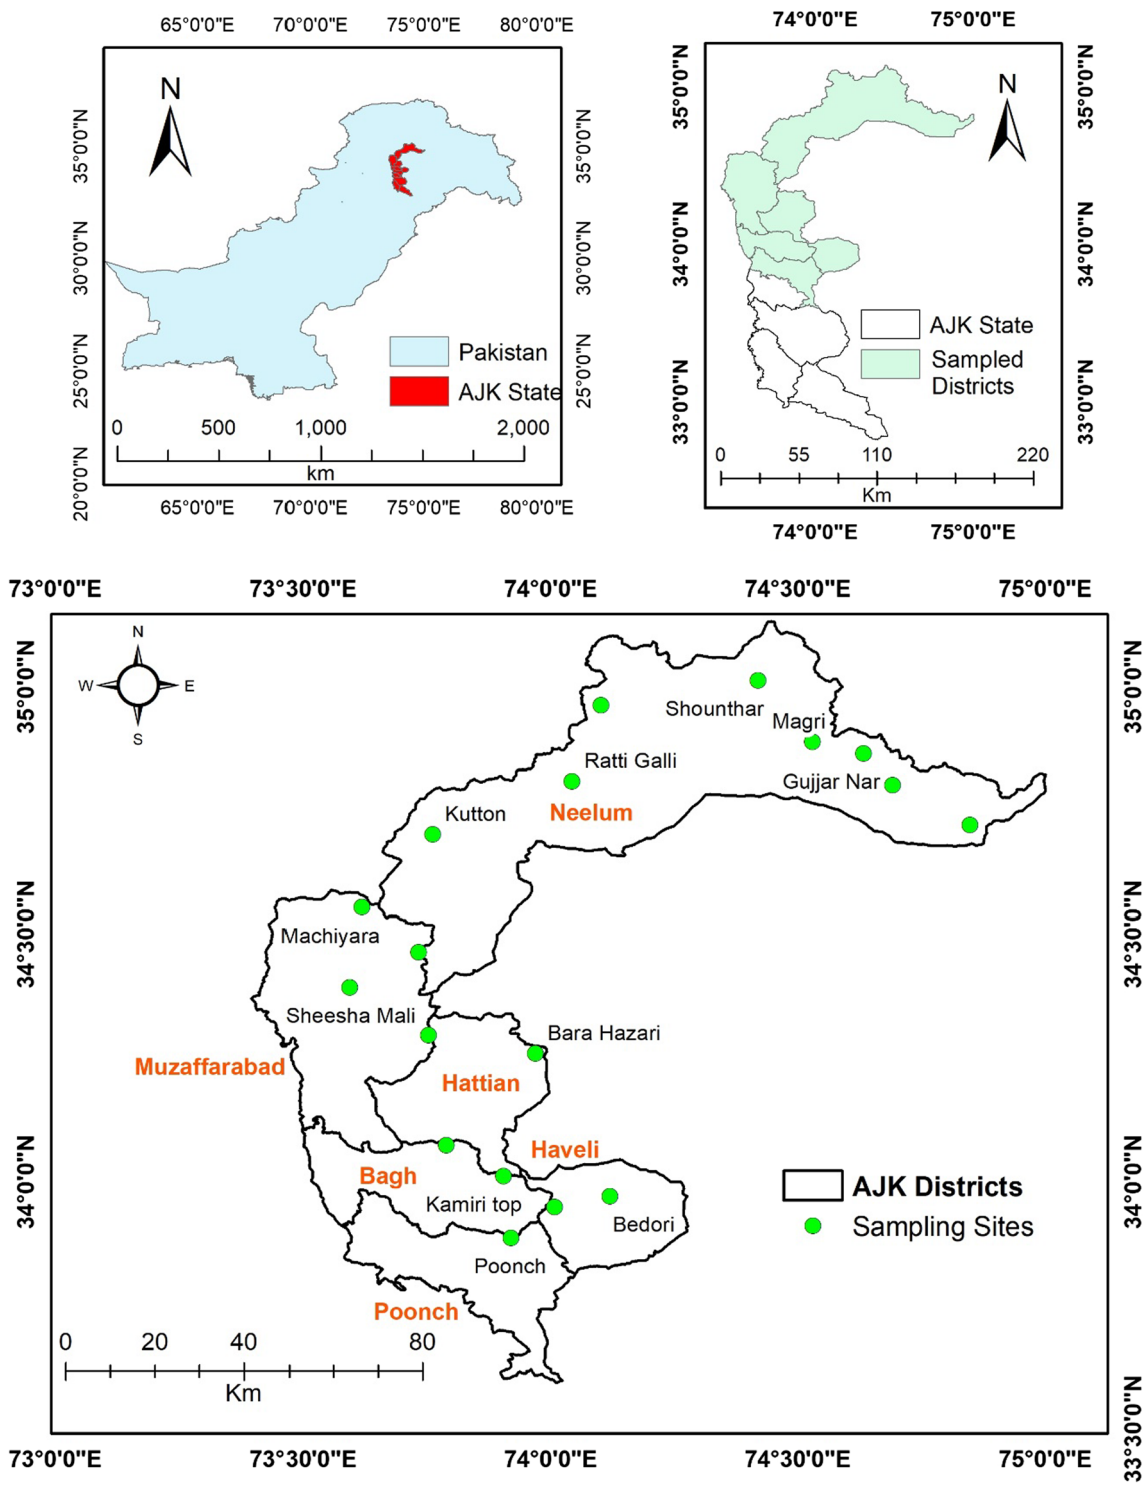 65°0'0"E 70°0'0"E 75°0'0"E 80°0'0"E
N
35°0'0"N
30°0'0"N
25°0'0"N
20°0'0"N
35°0'0"N
30°0'0"N
25°0'0"N
Pakistan
AJK State
0 500 1,000 2,000
km
65°0'0"E 70°0'0"E 75°0'0"E 80°0'0"E
74°0'0"E 75°0'0"E
N
35°0'0"N
34°0'0"N
33°0'0"N
35°0'0"N
34°0'0"N
33°0'0"N
AJK State
Sampled
Districts
0 55 110 220
Km
74°0'0"E 75°0'0"E
73°0'0"E 73°30'0"E 74°0'0"E 74°30'0"E 75°0'0"E
35°0'0"N
34°30'0"N
34°0'0"N
35°0'0"N
34°30'0"N
34°0'0"N
33°30'0"N
N
W E
S
Shounthar
Magri
Ratti Galli
Gujjar Nar
Kutton
Neelum
Machiyara
Sheesha Mali
Bara Hazari
Muzaffarabad
Hattian
Haveli
Bagh
Kamiri top
Bedori
Poonch
Poonch
AJK Districts
Sampling Sites
0 20 40 80
Km
73°0'0"E 73°30'0"E 74°0'0"E 74°30'0"E 75°0'0"E